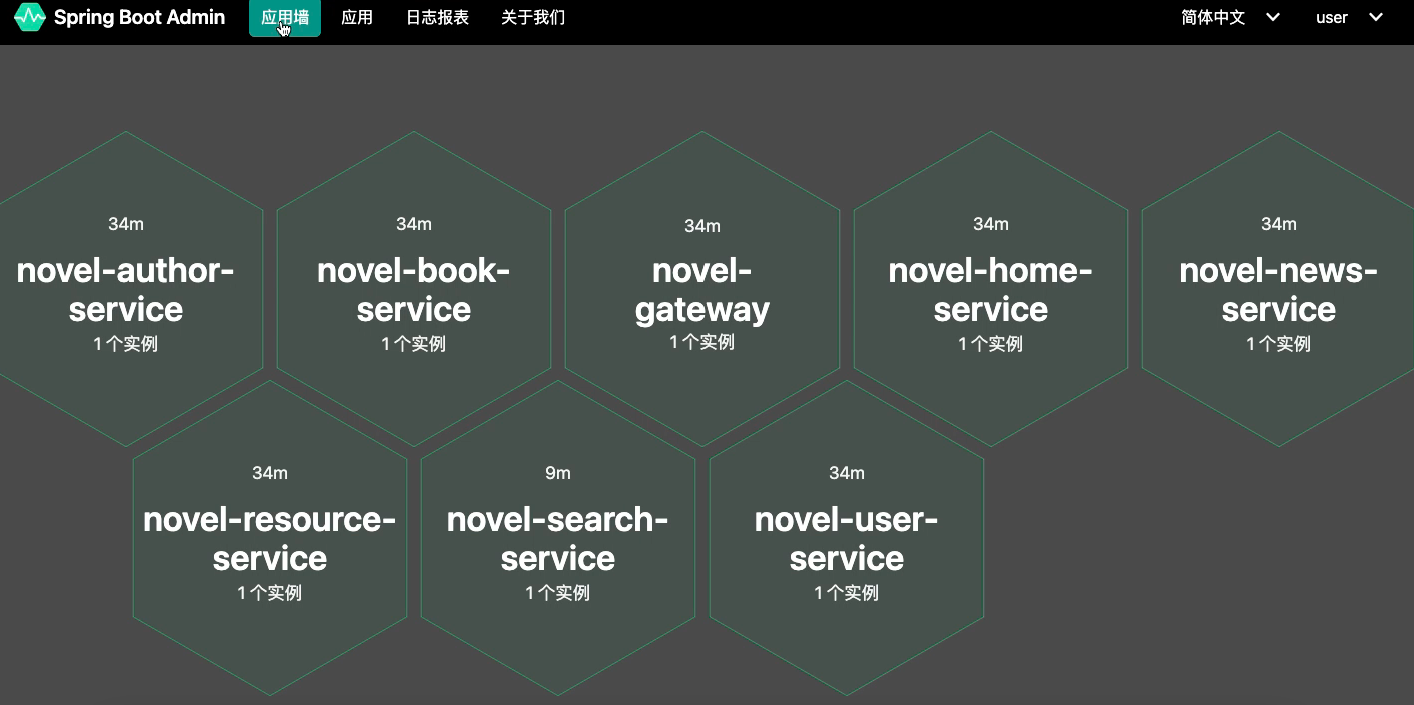 Spring Boot Admin 应用墙 应用 日志报表 关于我们 简体中文 user
34m
novel-author-
service
1 个实例
34m
novel-book-
service
1 个实例
34m
novel-
gateway
1 个实例
34m
novel-home-
service
1 个实例
34m
novel-news-
service
1 个实例
34m
novel-resource-
service
1 个实例
9m
novel-search-
service
1 个实例
34m
novel-user-
service
1 个实例